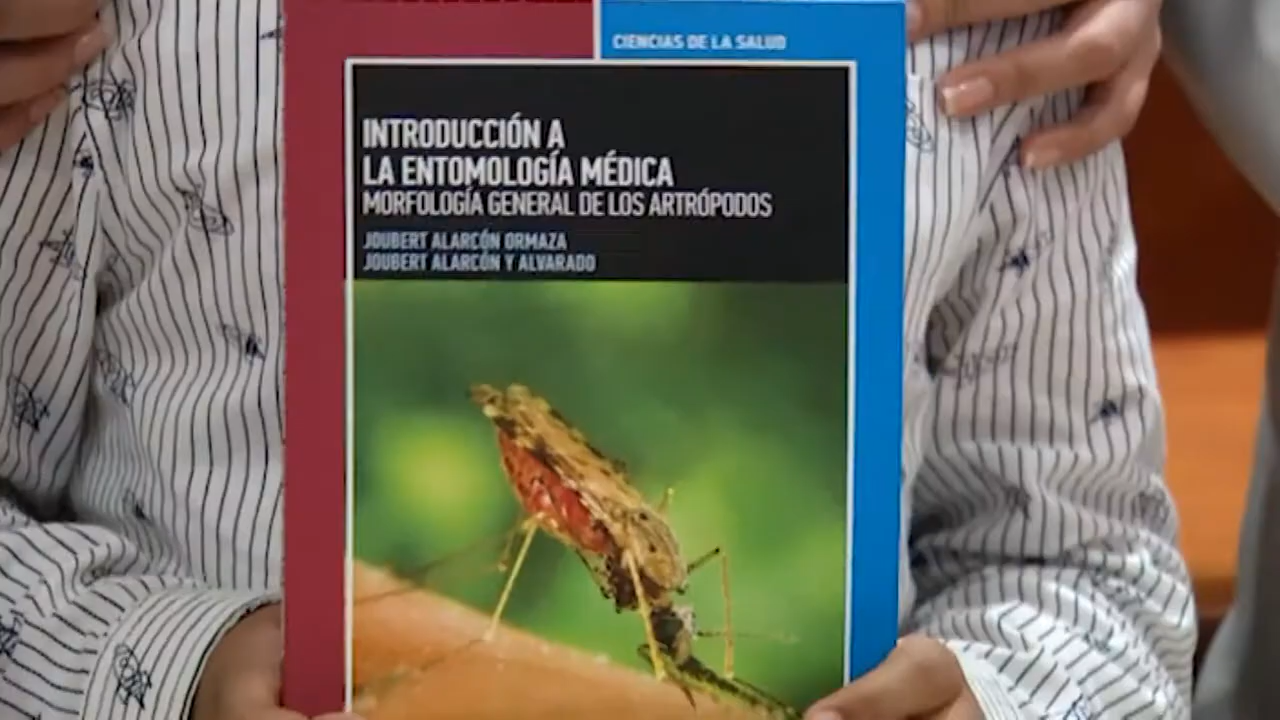 CIENCIAS DE LA SALUD
INTRODUCCIÓN A
LA ENTOMOLOGÍA MÉDICA
MORFOLOGÍA GENERAL DE LOS ARTRÓPODOS
JOUBERT ALARCÓN ORMAZA
JOUBERT ALARCÓN Y ALVARADO